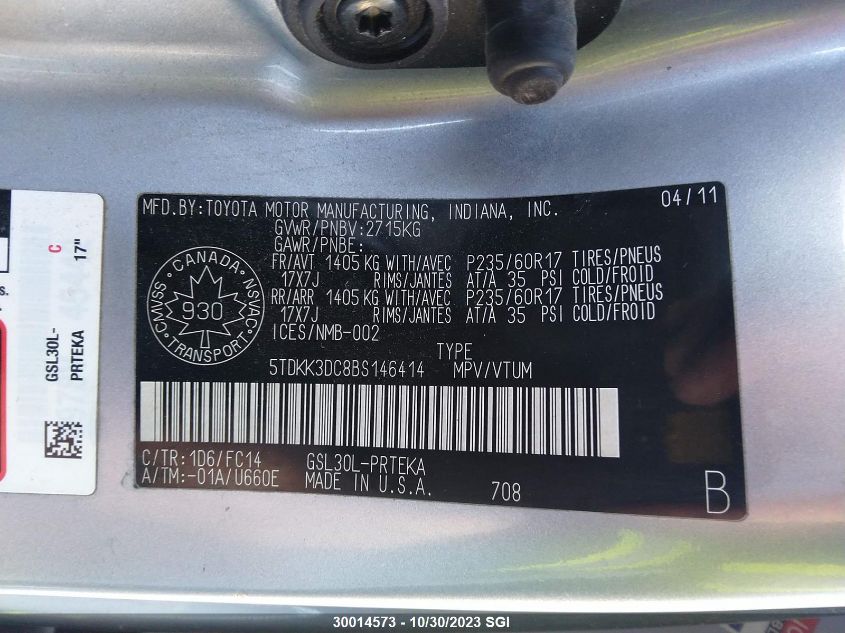 MFD.BY:TOYOTA MOTOR MANUFACTURING, INDIANA, INC. 04/11
GVWR/PNBV:2715KG
GAWR/PNBE:
FR/AVT 1405KG WITH/AVEC P235/60R17 TIRES/PNEUS
17X7J RIMS/JANTES AT/A 35 PSI COLD/FROID
RR/ARR 1405KG WITH/AVEC P235/60R17 TIRES/PNEUS
17X7J RIMS/JANTES AT/A 35 PSI COLD/FROID
ICES/NMB-002
TYPE
5TDKK3DC8BS146414 MPV/VTUM
CANADA
CMVSS
NSVAC
930
TRANSPORT
C/TR:1D6/FC14 GSL30L-PRTEKA
A/TM:-01A/U660E MADE IN U.S.A. 708
B
s.
GSL30L-
PRTEKA
C
17"
30014573 - 10/30/2023 SGI